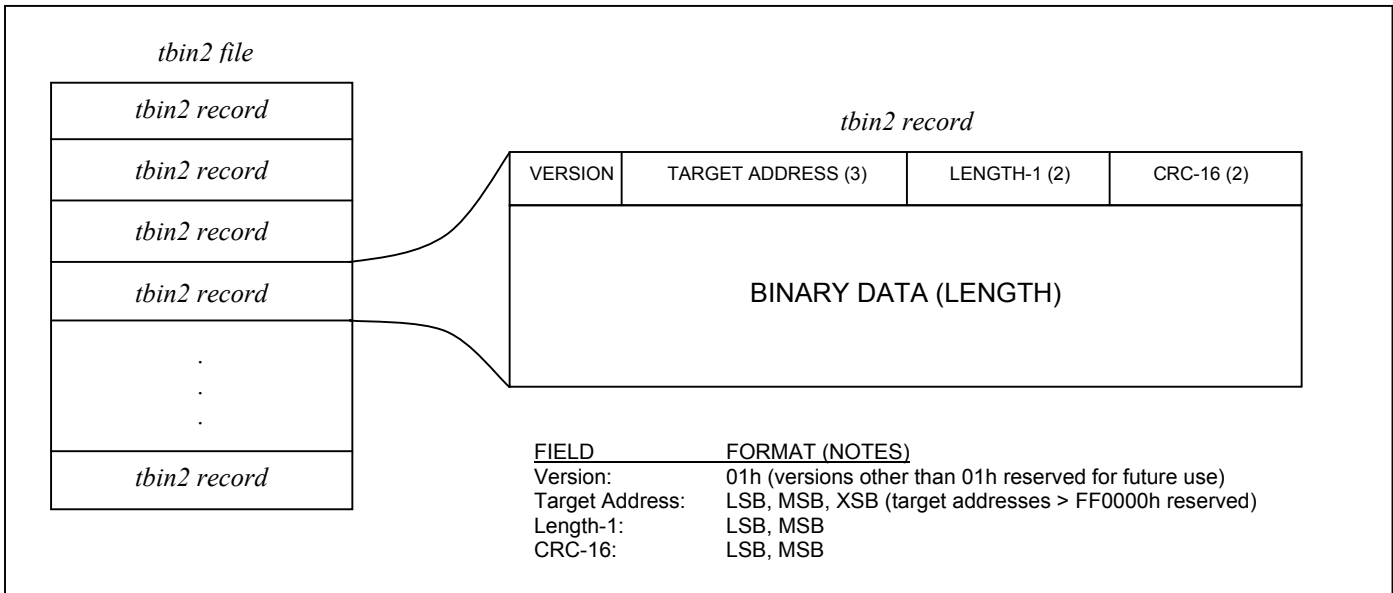 tbin2 file
tbin2 record
tbin2 record
tbin2 record
tbin2 record
.
.
.
tbin2 record
tbin2 record
VERSION TARGET ADDRESS (3) LENGTH-1 (2) CRC-16 (2)
BINARY DATA (LENGTH)
FIELD FORMAT (NOTES)
Version: 01h (versions other than 01h reserved for future use)
Target Address: LSB, MSB, XSB (target addresses > FF0000h reserved)
Length-1: LSB, MSB
CRC-16: LSB, MSB